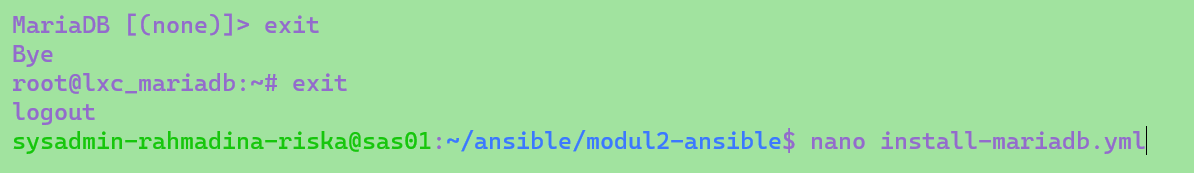 MariaDB [(none)]> exit
Bye
root@lxc_mariadb:~# exit
logout
sysadmin-rahmadina-riska@sas01:~/ansible/modul2-ansible$ nano install-mariadb.yml